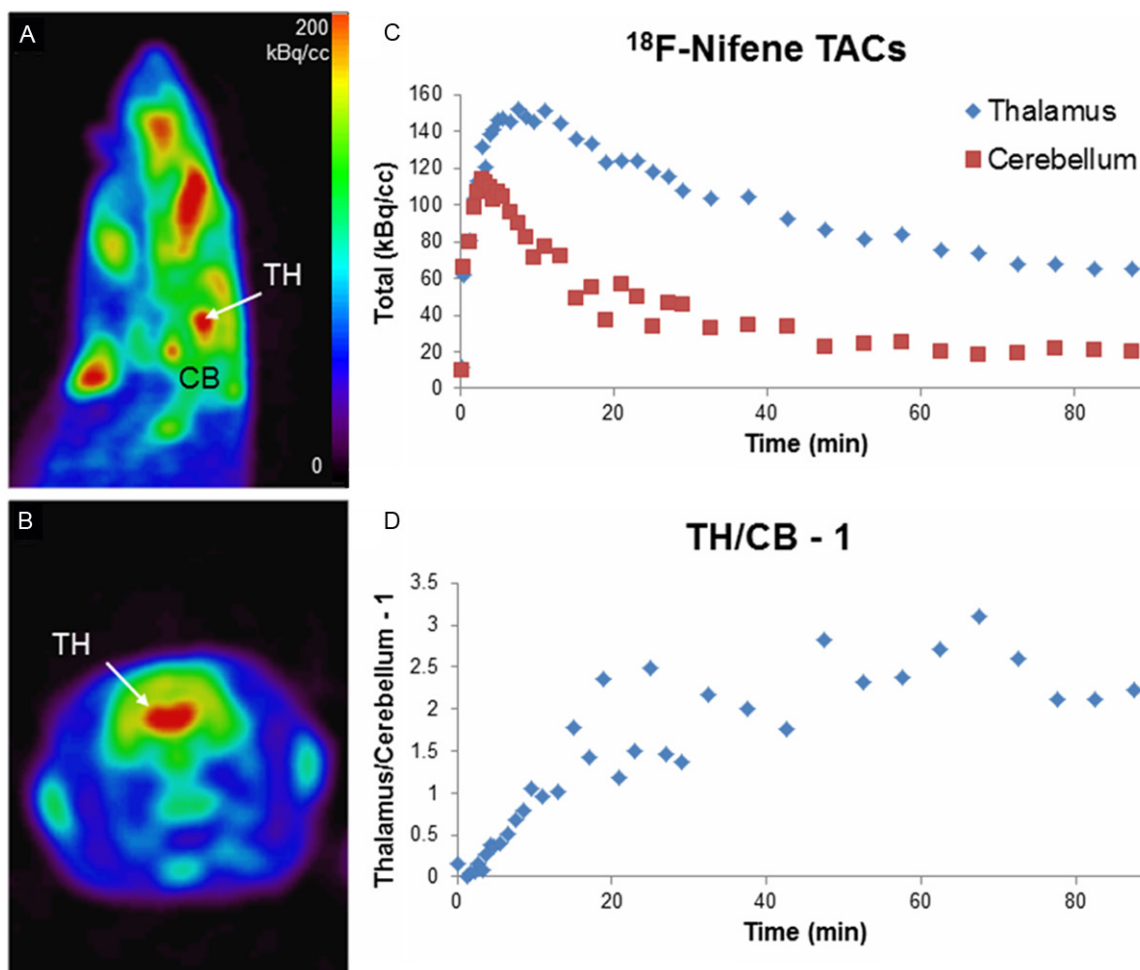 A
200
kBq/cc
TH
CB
0
B
TH
C
¹⁸F-Nifene TACs
160
140
120
100
80
60
40
20
0
Total (kBq/cc)
Thalamus
Cerebellum
0 20 40 60 80
Time (min)
D
TH/CB - 1
3.5
3
2.5
2
1.5
1
0.5
0
Thalamus/Cerebellum - 1
0 20 40 60 80
Time (min)